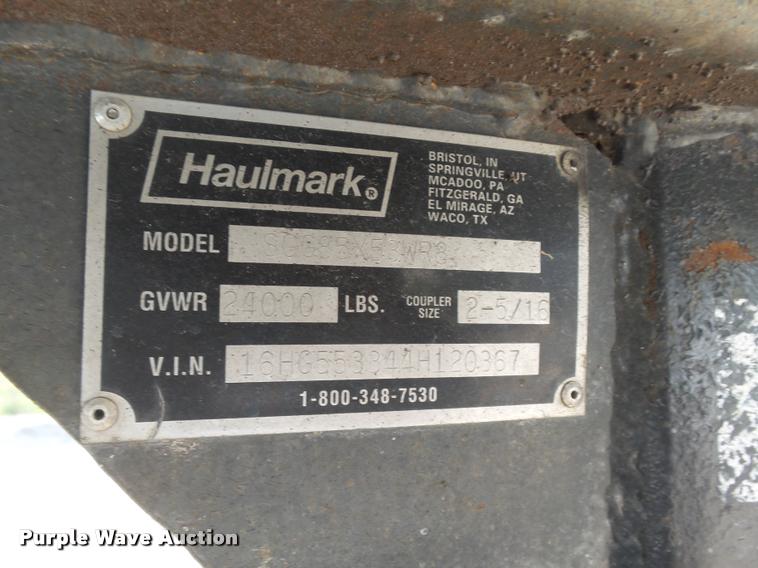 Haulmark®
BRISTOL, IN
SPRINGVILLE, UT
MCADOO, PA
FITZGERALD, GA
EL MIRAGE, AZ
WACO, TX
MODEL
GVWR 24000 LBS. COUPLER SIZE 2-5/16
V.I.N. 16HG553344H120367
1-800-348-7530
Purple Wave Auction